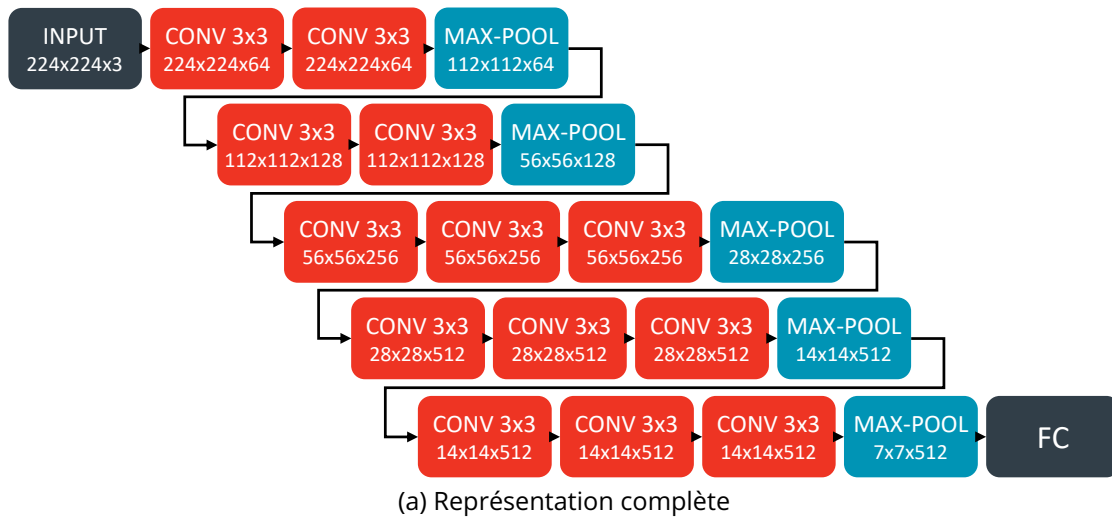 INPUT
224x224x3
CONV 3x3
224x224x64
CONV 3x3
224x224x64
MAX-POOL
112x112x64
CONV 3x3
112x112x128
CONV 3x3
112x112x128
MAX-POOL
56x56x128
CONV 3x3
56x56x256
CONV 3x3
56x56x256
CONV 3x3
56x56x256
MAX-POOL
28x28x256
CONV 3x3
28x28x512
CONV 3x3
28x28x512
CONV 3x3
28x28x512
MAX-POOL
14x14x512
CONV 3x3
14x14x512
CONV 3x3
14x14x512
CONV 3x3
14x14x512
MAX-POOL
7x7x512
FC
(a) Représentation complète